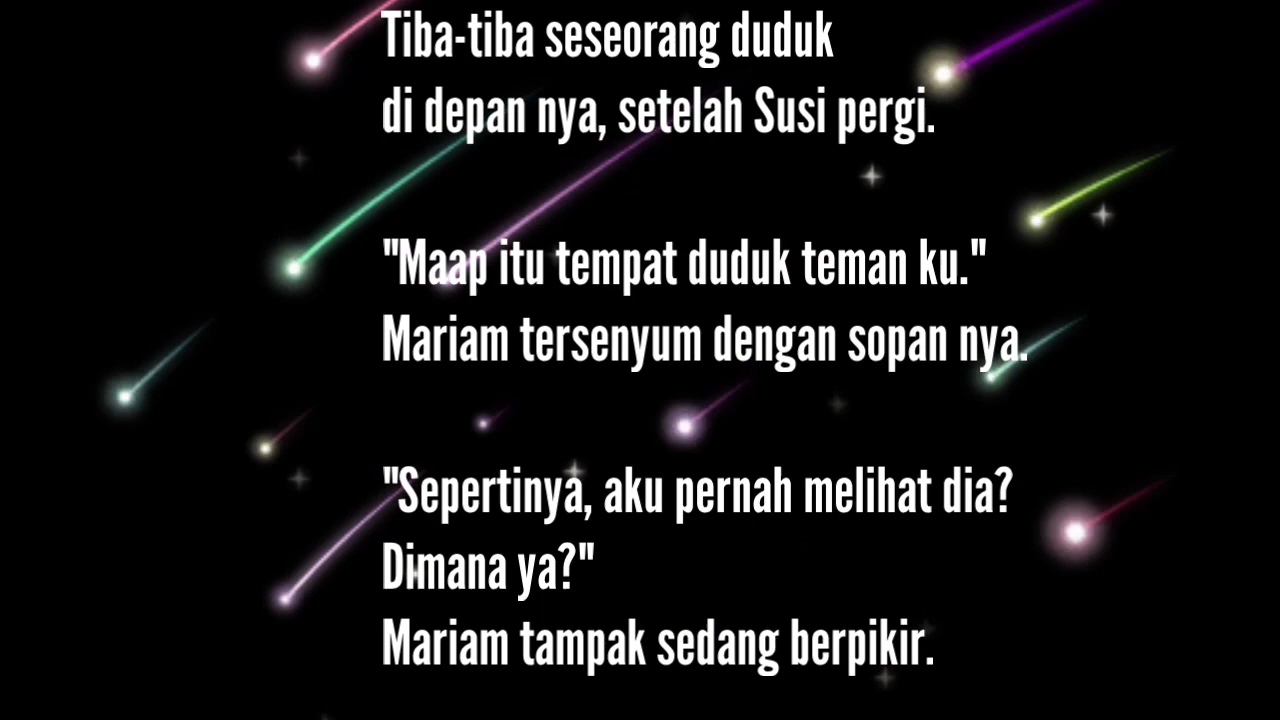 Tiba-tiba seseorang duduk
di depan nya, setelah Susi pergi.
"Maap itu tempat duduk teman ku."
Mariam tersenyum dengan sopan nya.
"Sepertinya, aku pernah melihat dia?
Dimana ya?"
Mariam tampak sedang berpikir.